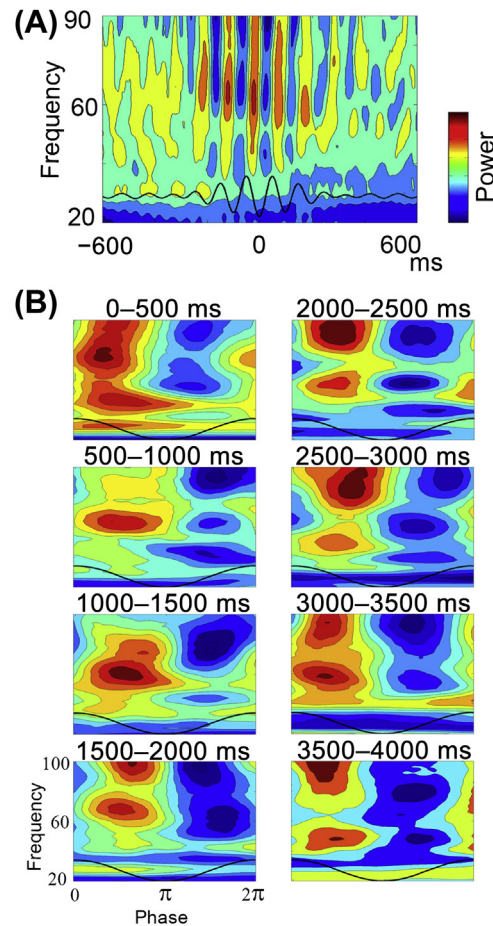 (A)
90
60
20
Frequency
−600
0
600
ms
Power
(B)
0–500 ms
2000–2500 ms
500–1000 ms
2500–3000 ms
1000–1500 ms
3000–3500 ms
1500–2000 ms
3500–4000 ms
100
60
20
Frequency
0
π
2π
Phase